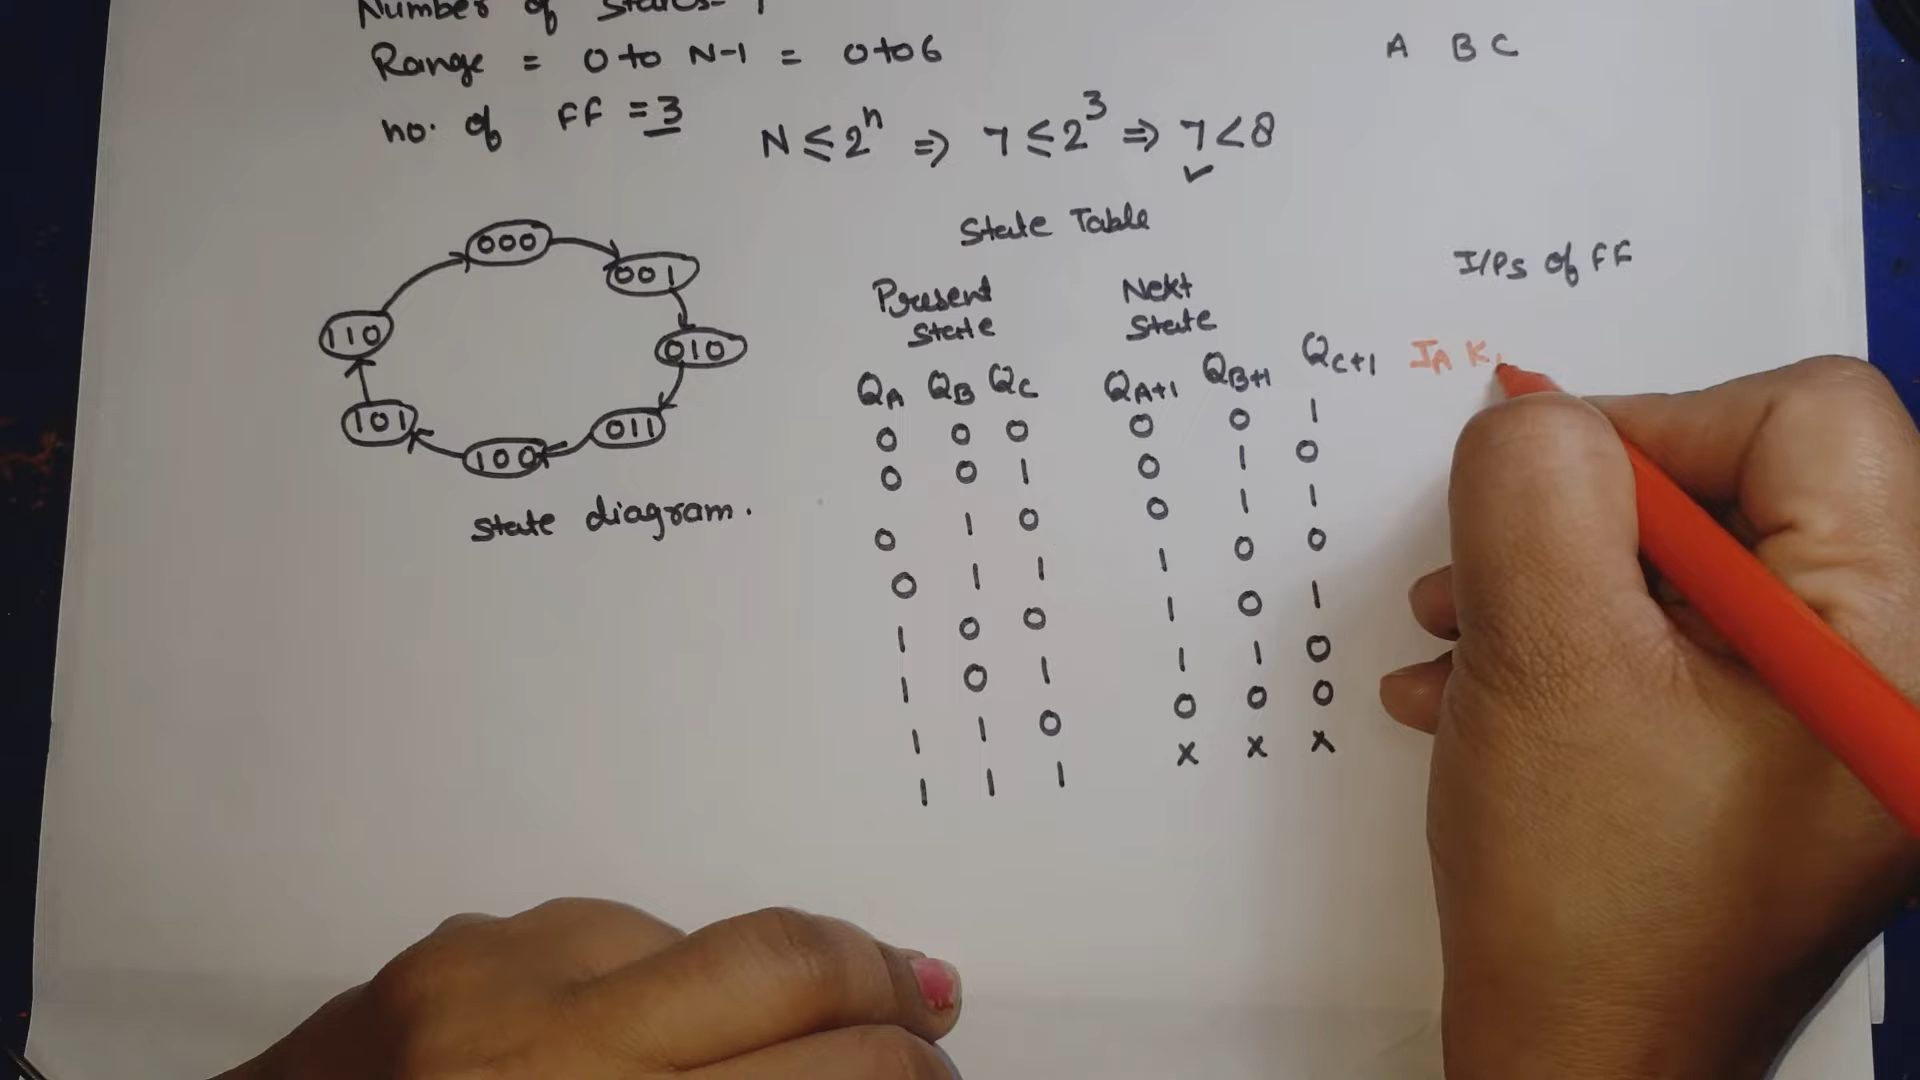 Number of States- 7
Range = 0 to N-1 = 0 to 6
no. of FF = 3
N ≤ 2^n ⇒ 7 ≤ 2^3 ⇒ 7 < 8
✓
A B C
000
001
010
011
100
101
110
State diagram.
State Table
Present State
Next State
I/Ps of FF
QA QB QC QA+1 QB+1 QC+1 JA K
0 0 0 0 0 1
0 0 1 0 1 0
0 1 0 0 1 1
0 1 1 1 0 0
1 0 0 1 0 1
1 0 1 1 1 0
1 1 0 0 0 0
1 1 1 x x x